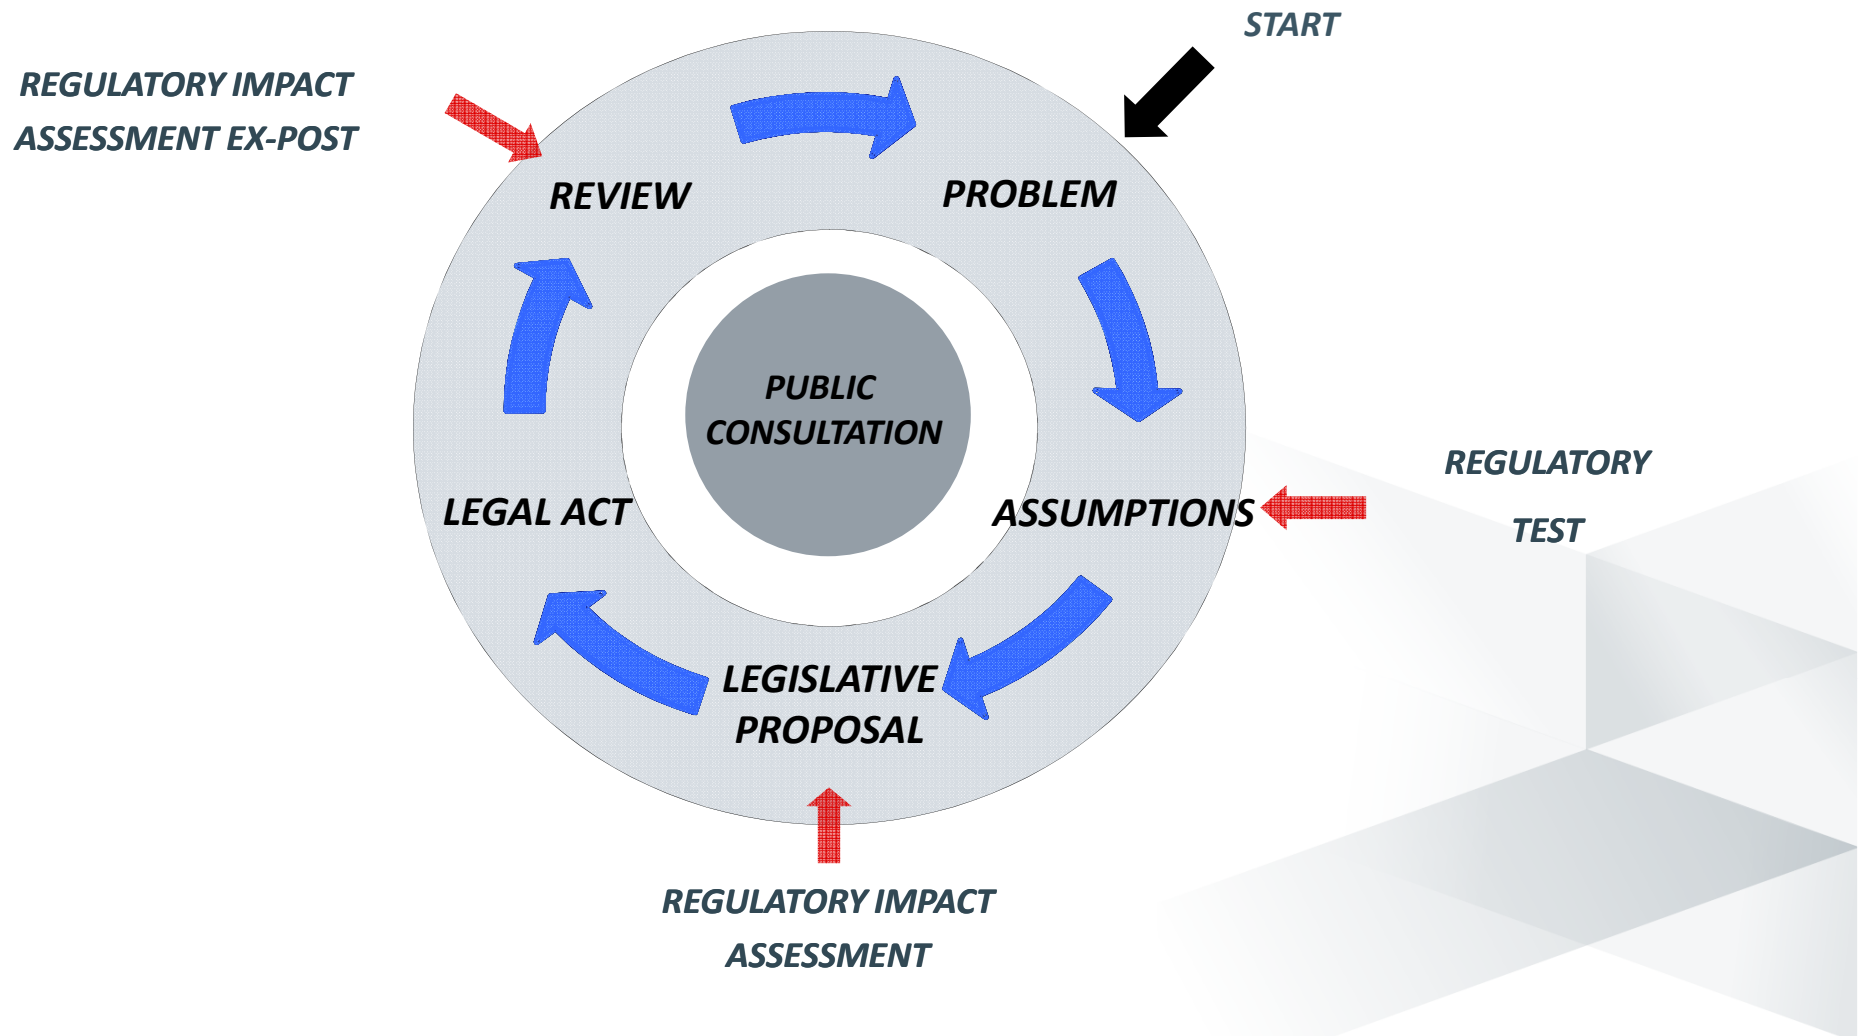 START
REGULATORY IMPACT
ASSESSMENT EX-POST
REVIEW
PROBLEM
PUBLIC
CONSULTATION
REGULATORY
TEST
LEGAL ACT
ASSUMPTIONS
LEGISLATIVE
PROPOSAL
REGULATORY IMPACT
ASSESSMENT